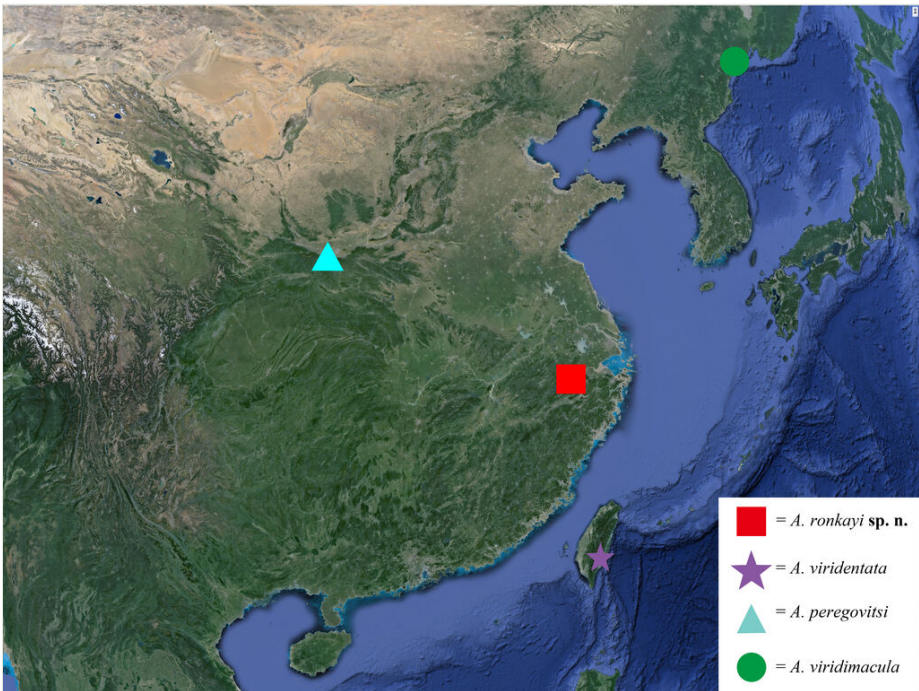 = A. ronkayi sp. n.
= A. viridentata
= A. peregovitsi
= A. viridimacula